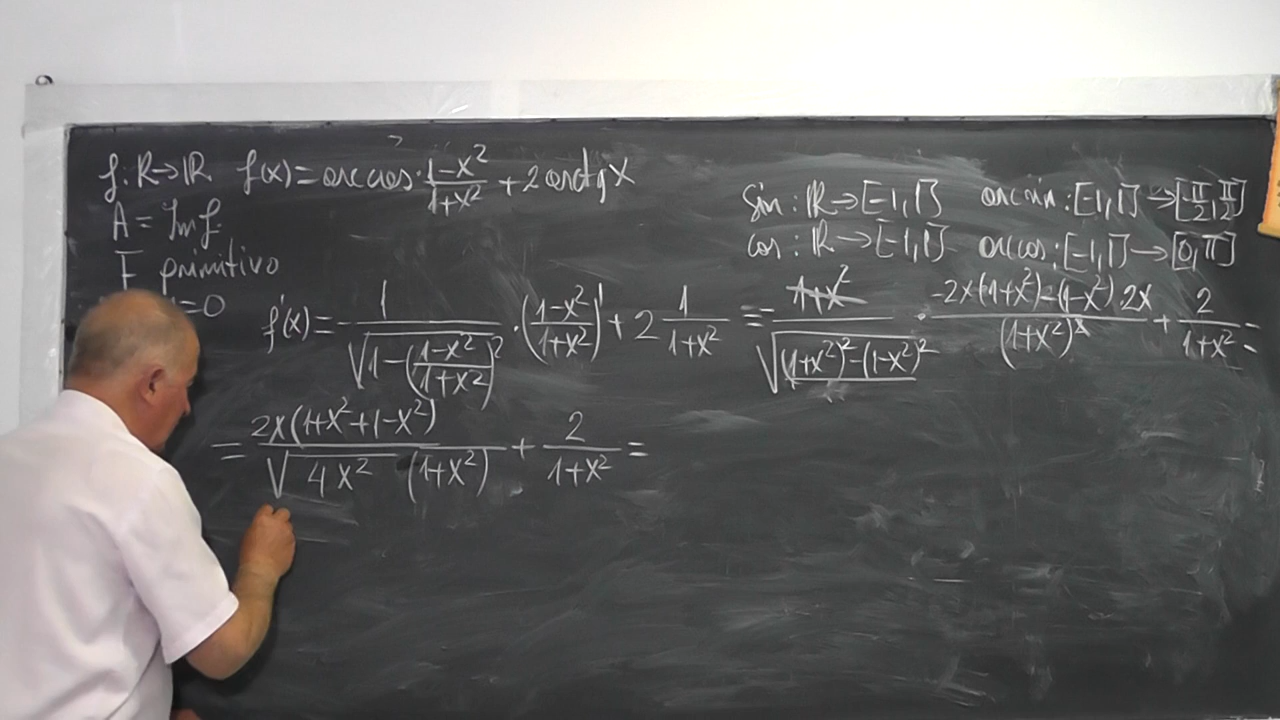 f: R→ℝ f(x) = arccos 1-x²/1+x² + 2 arctg x
A = Im f
F primitivo
=0
sin : ℝ → [-1,1] arcsin : [-1,1] → [-π/2, π/2]
cos : ℝ → [-1,1] arccos : [-1,1] → [0,π]
f'(x) = - 1/√(1-(1-x²/1+x²)²) · (1-x²/1+x²)' + 2 1/1+x² = - 1+x²/√((1+x²)²-(1-x²)²) · -2x(1+x²)-(1-x²)·2x/(1+x²)² + 2/1+x² =
= 2x(1+x²+1-x²)/√(4x²) (1+x²) + 2/1+x² =